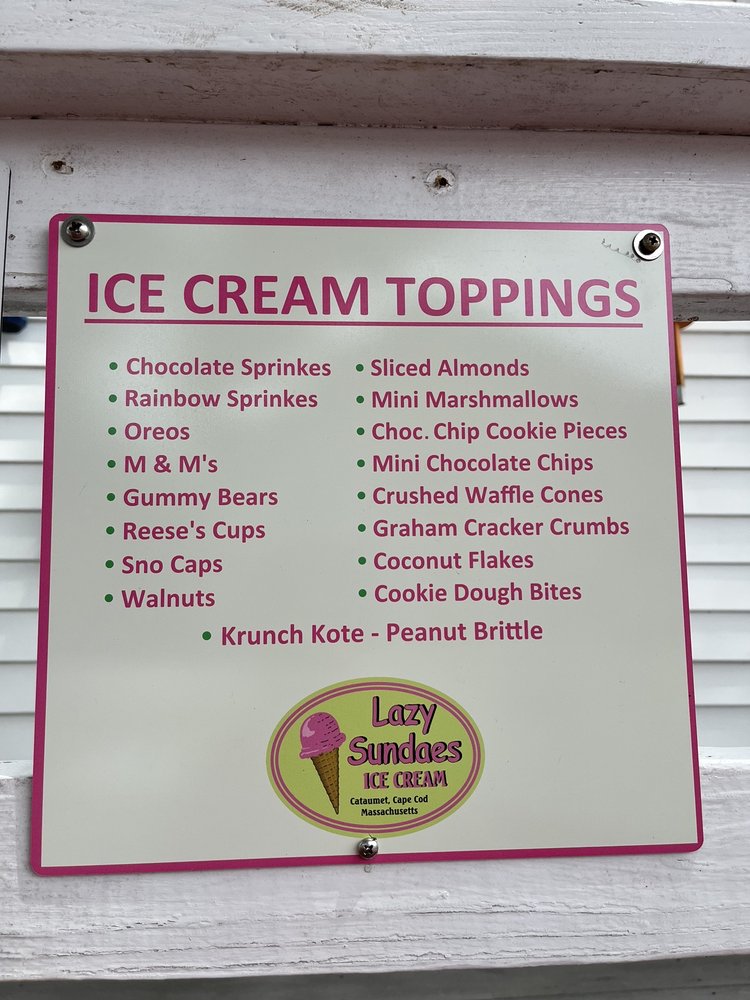 ICE CREAM TOPPINGS
• Chocolate Sprinkes
• Rainbow Sprinkes
• Oreos
• M & M's
• Gummy Bears
• Reese's Cups
• Sno Caps
• Walnuts
• Sliced Almonds
• Mini Marshmallows
• Choc. Chip Cookie Pieces
• Mini Chocolate Chips
• Crushed Waffle Cones
• Graham Cracker Crumbs
• Coconut Flakes
• Cookie Dough Bites
• Krunch Kote - Peanut Brittle
Lazy
Sundaes
ICE CREAM
Cataumet, Cape Cod
Massachusetts